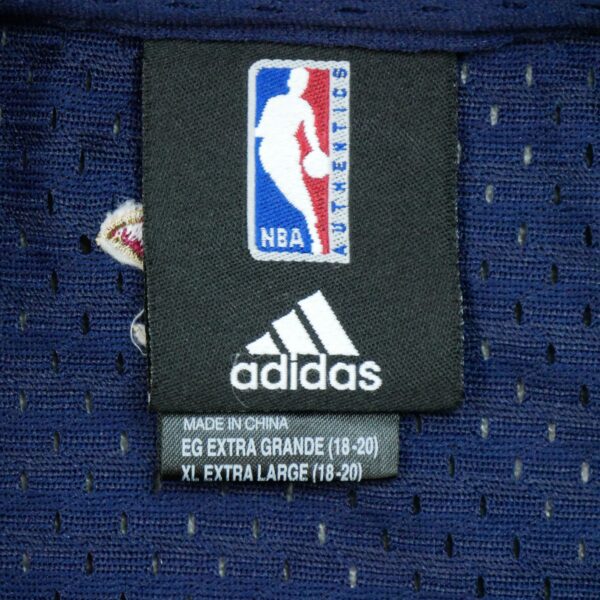 NBA
AUTHENTICS
adidas
MADE IN CHINA
EG EXTRA GRANDE (18-20)
XL EXTRA LARGE (18-20)